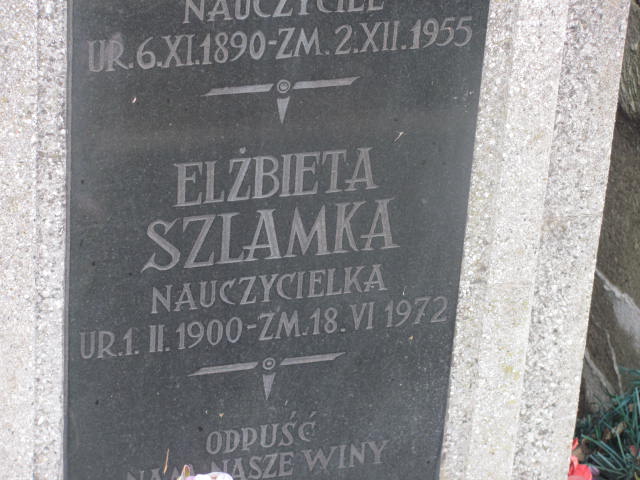 NAUCZYCIEL
UR. 6. XI. 1890 - ZM. 2. XII. 1955
ELŻBIETA
SZLAMKA
NAUCZYCIELKA
UR. 1. II. 1900 - ZM. 18. VI 1972
ODPUŚĆ
NAM NASZE WINY